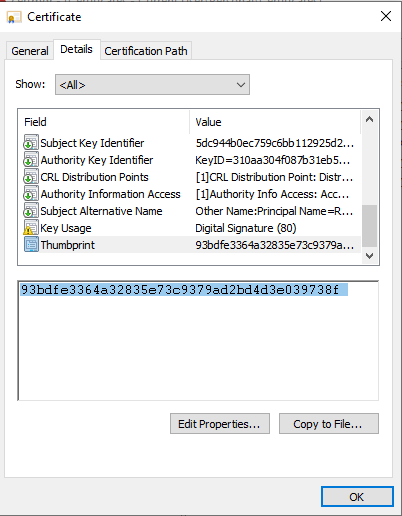 Certificate
General Details Certification Path
Show: <All>
Field Value
Subject Key Identifier 5dc944b0ec759c6bb112925d2...
Authority Key Identifier KeyID=310aa304f087b31eb5...
CRL Distribution Points [1]CRL Distribution Point: Distr...
Authority Information Access [1]Authority Info Access: Acc...
Subject Alternative Name Other Name:Principal Name=R...
Key Usage Digital Signature (80)
Thumbprint 93bdfe3364a32835e73c9379a...
93bdfe3364a32835e73c9379ad2bd4d3e039738f
Edit Properties... Copy to File...
OK